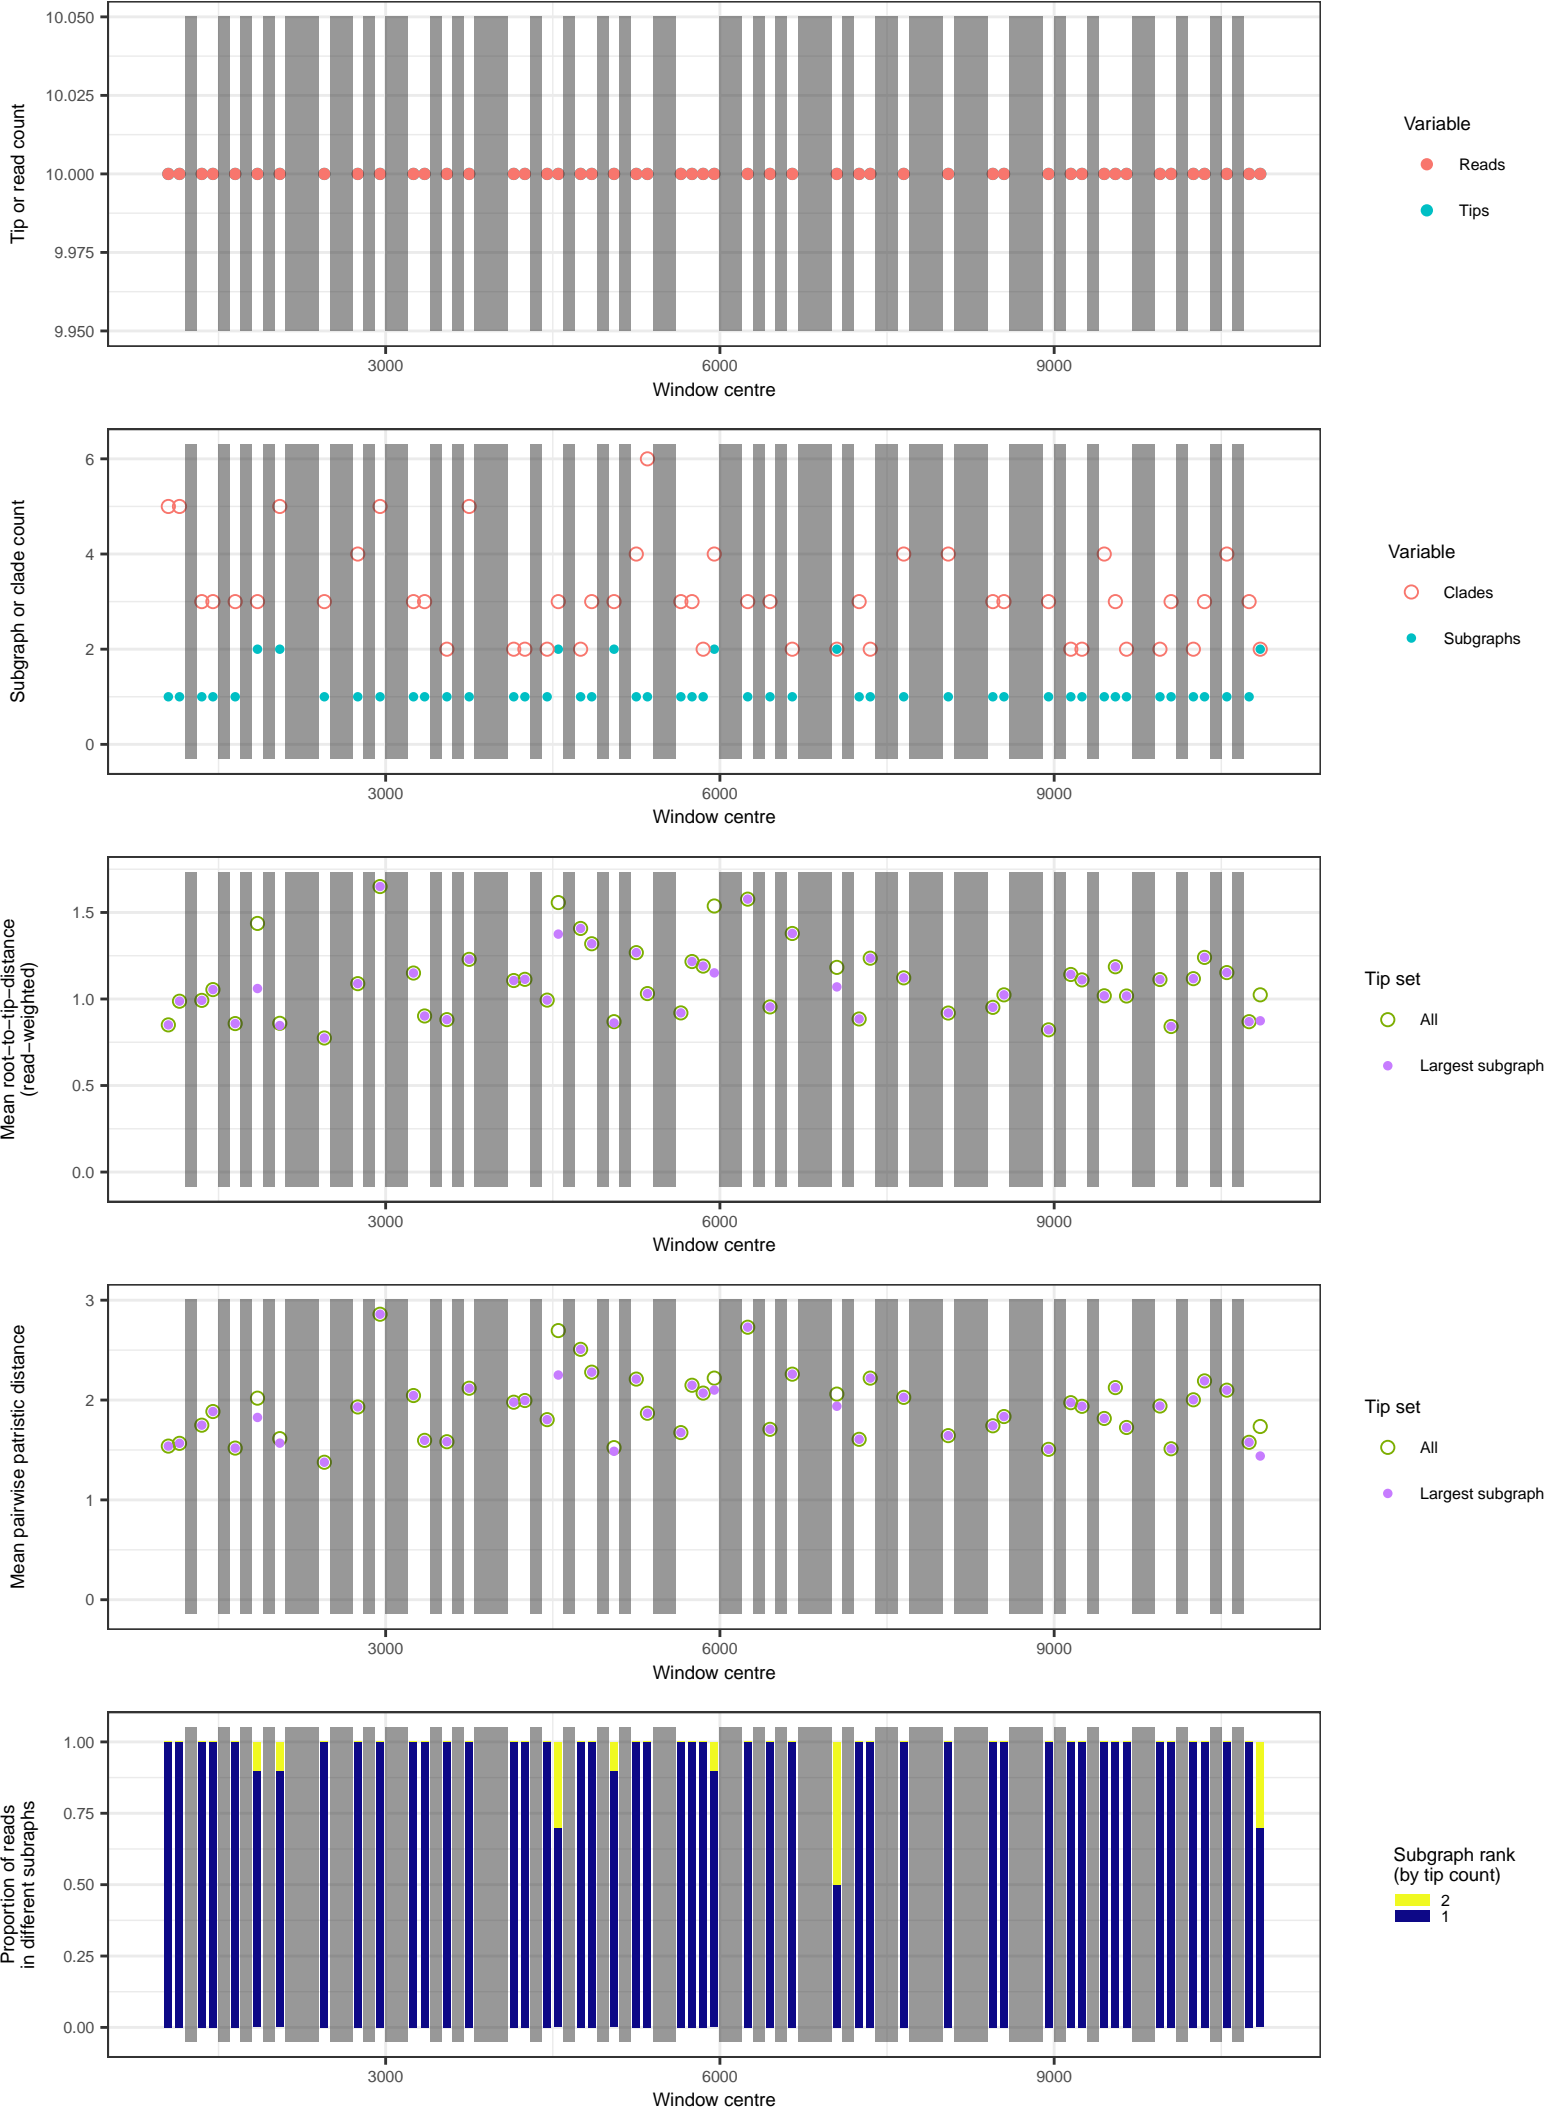 10.050
10.025
10.000
9.975
9.950
Tip or read count
3000
6000
9000
Window centre
Variable
Reads
Tips
6
4
2
0
Subgraph or clade count
3000
6000
9000
Window centre
Variable
Clades
Subgraphs
1.5
1.0
0.5
0.0
Mean root−to−tip−distance
(read−weighted)
3000
6000
9000
Window centre
Tip set
All
Largest subgraph
3
2
1
0
Mean pairwise patristic distance
3000
6000
9000
Window centre
Tip set
All
Largest subgraph
1.00
0.75
0.50
0.25
0.00
Proportion of reads
in different subraphs
3000
6000
9000
Window centre
Subgraph rank
(by tip count)
2
1